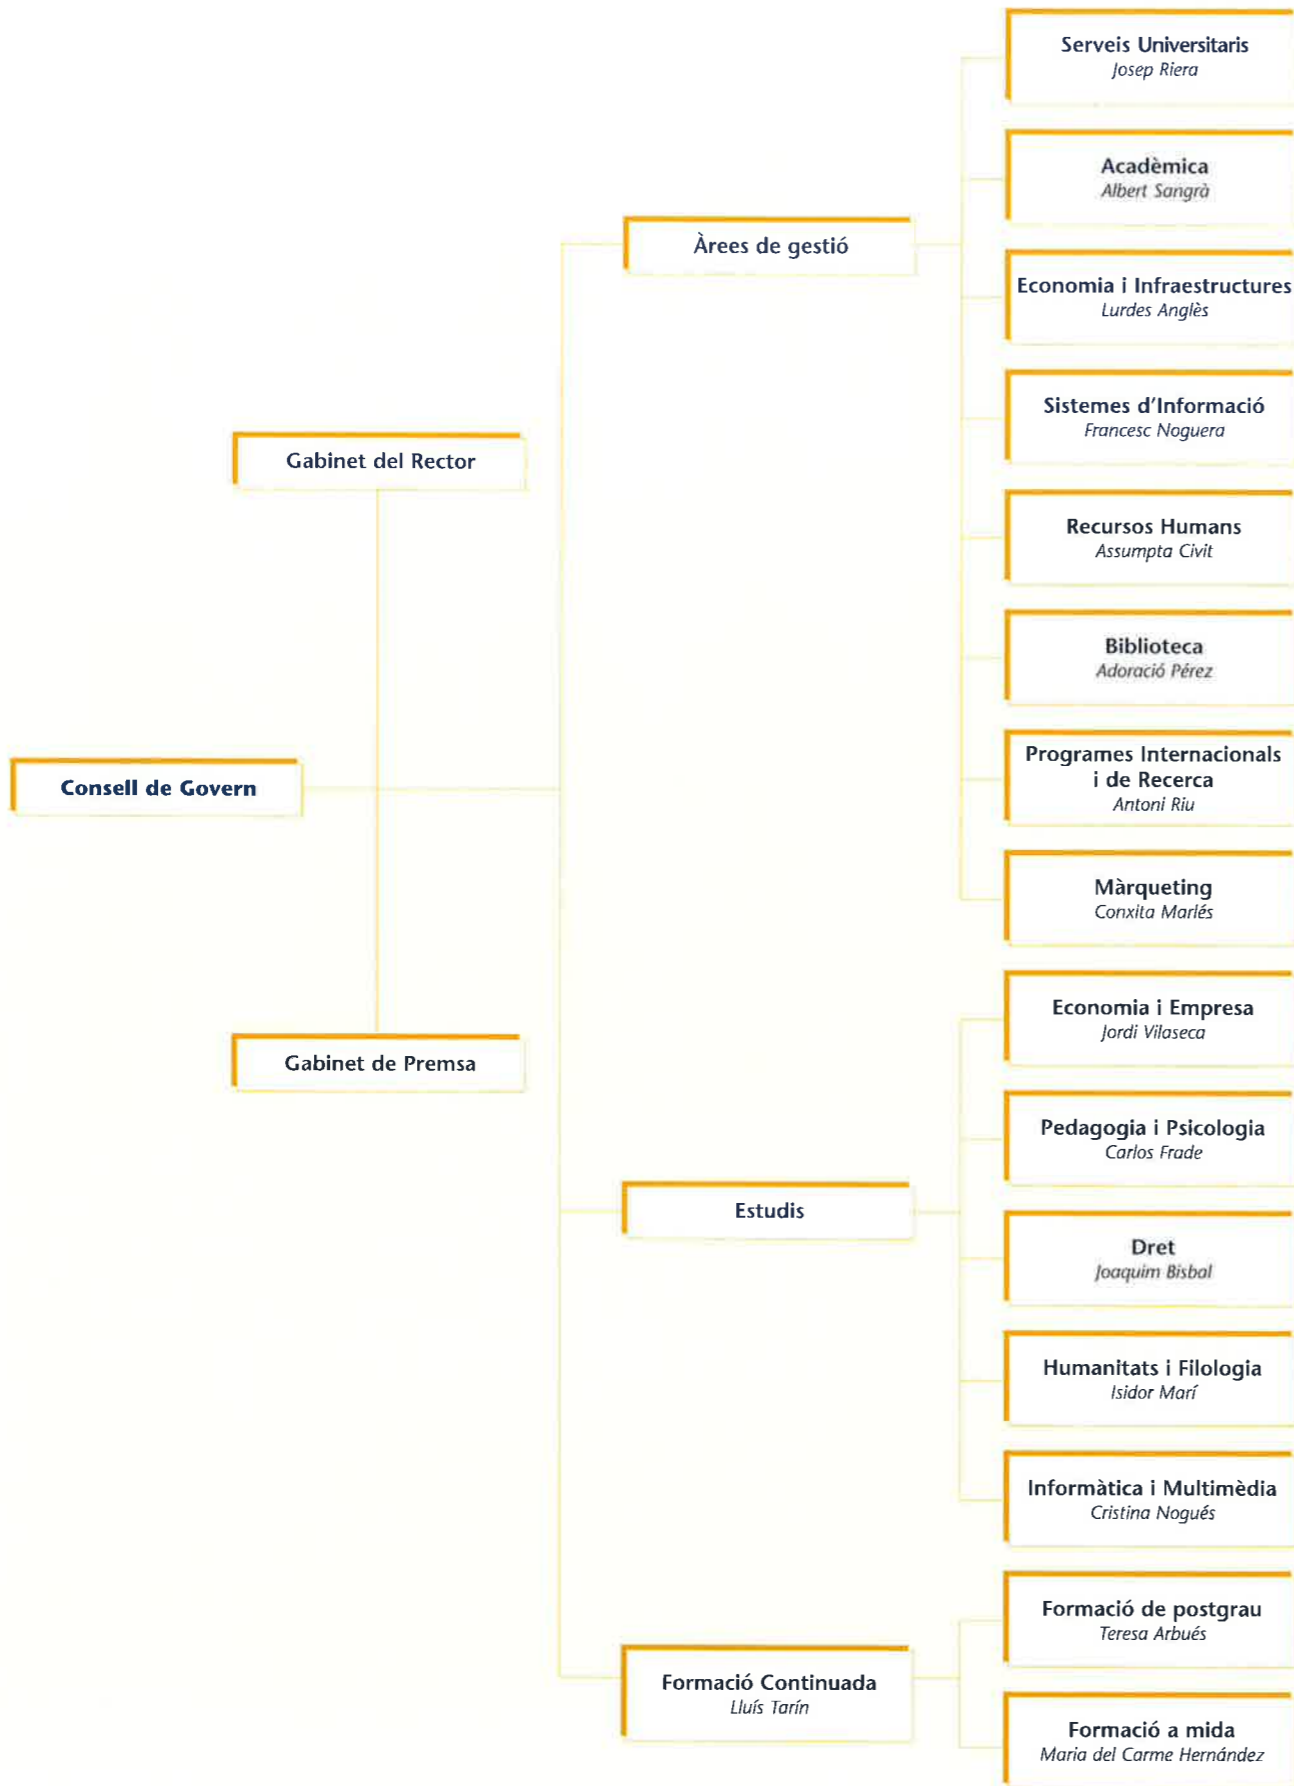 Consell de Govern
Gabinet del Rector
Gabinet de Premsa
Àrees de gestió
Serveis Universitaris
Josep Riera
Acadèmica
Albert Sangrà
Economia i Infraestructures
Lurdes Anglès
Sistemes d'Informació
Francesc Noguera
Recursos Humans
Assumpta Civit
Biblioteca
Adoració Pérez
Programes Internacionals
i de Recerca
Antoni Riu
Màrqueting
Conxita Marlés
Estudis
Economia i Empresa
Jordi Vilaseca
Pedagogia i Psicologia
Carlos Frade
Dret
Joaquim Bisbal
Humanitats i Filologia
Isidor Marí
Informàtica i Multimèdia
Cristina Nogués
Formació Continuada
Lluís Tarín
Formació de postgrau
Teresa Arbués
Formació a mida
Maria del Carme Hernández